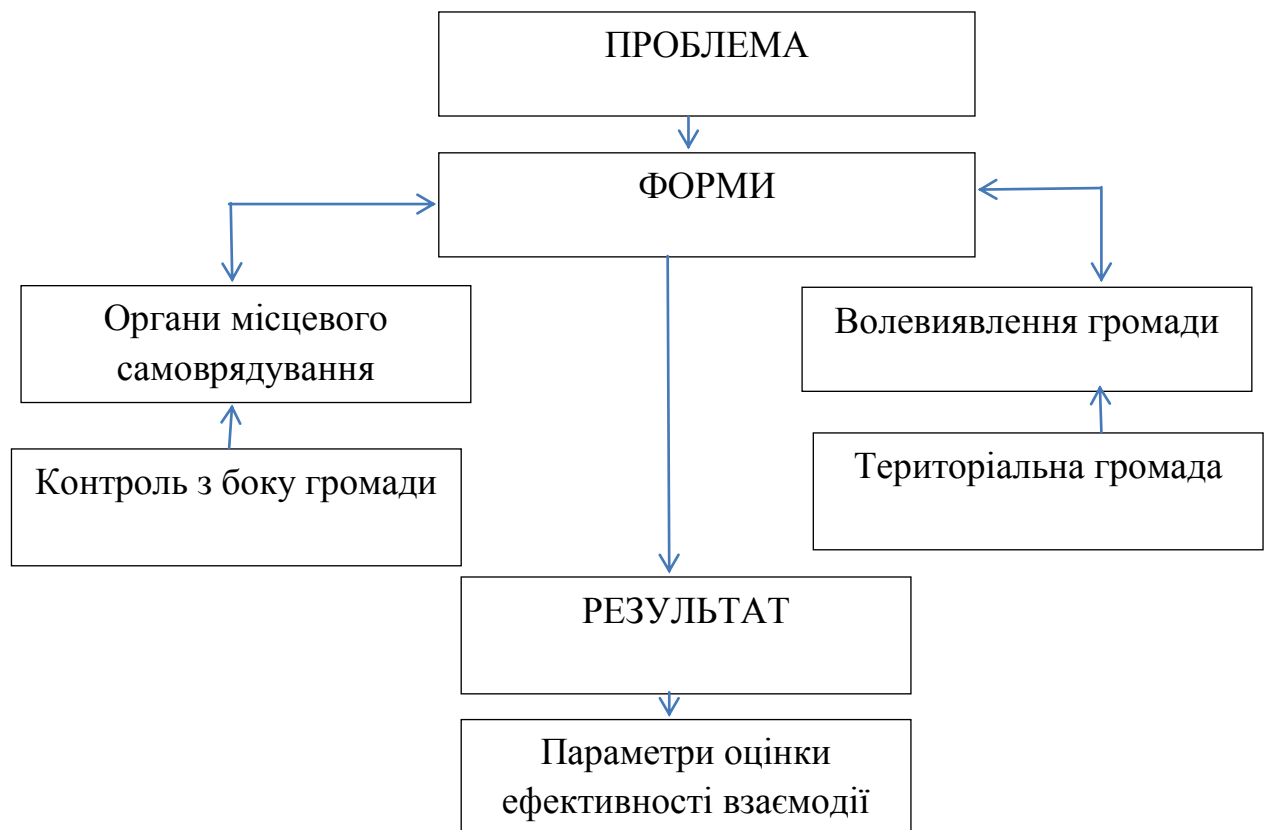 ПРОБЛЕМА
ФОРМИ
Органи місцевого
самоврядування
Волевиявлення громади
Контроль з боку громади
Територіальна громада
РЕЗУЛЬТАТ
Параметри оцінки
ефективності взаємодії